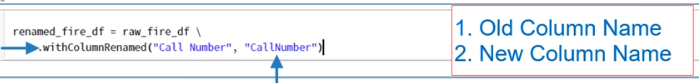 renamed_fire_df = raw_fire_df \
.withColumnRenamed("Call Number", "CallNumber")
1. Old Column Name
2. New Column Name